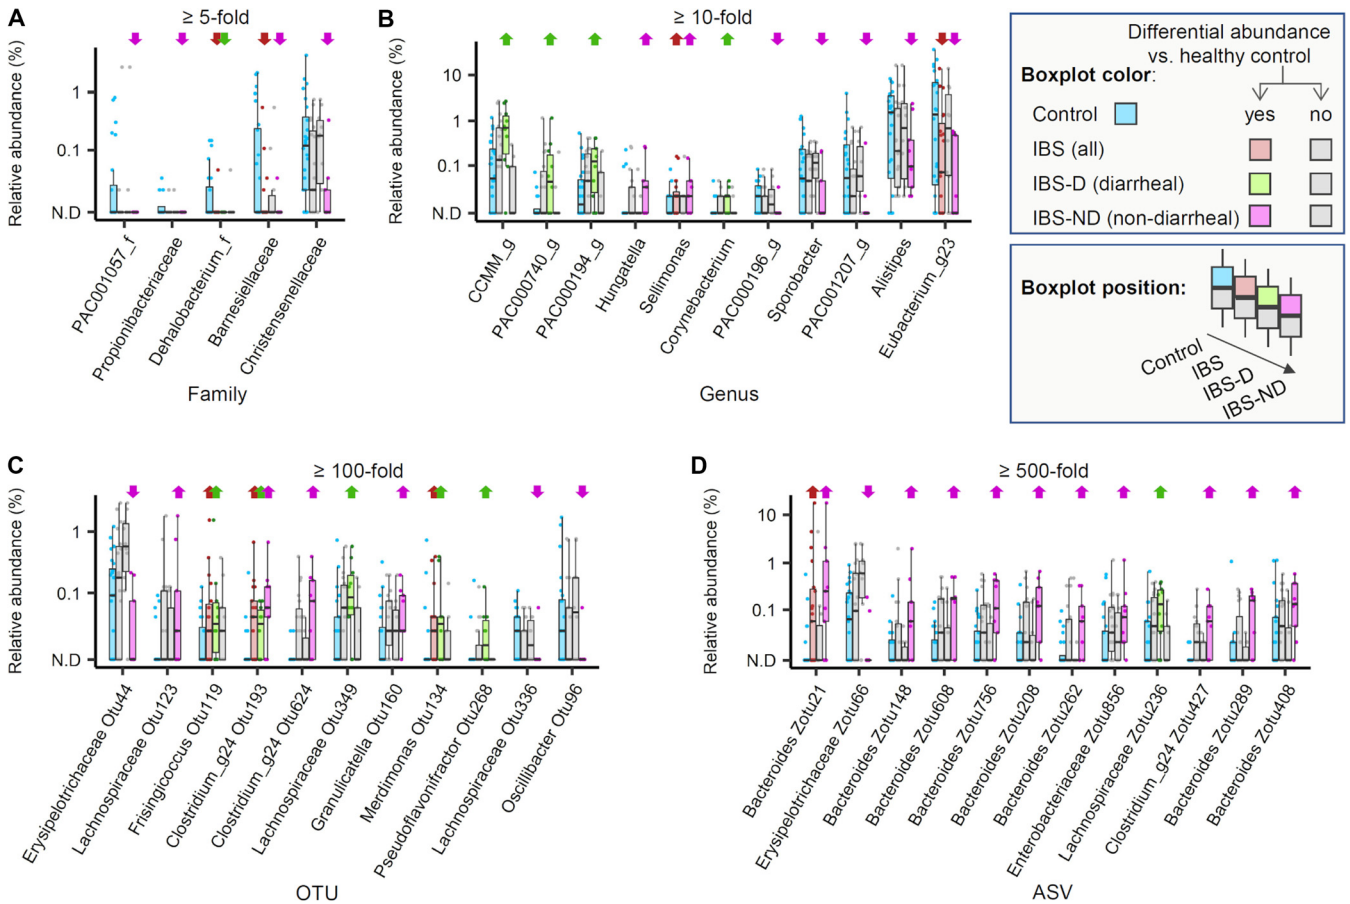 A
≥ 5-fold
Relative abundance (%)
1
0.1
N.D
PAC001057_f
Propionibacteriaceae
Dehalobacterium_f
Barnesiellaceae
Christensenellaceae
Family
B
≥ 10-fold
Relative abundance (%)
10
1
0.1
N.D
CCMM_g
PAC000740_g
PAC000194_g
Hungatella
Sellimonas
Corynebacterium
PAC000196_g
Sporobacter
PAC001207_g
Alistipes
Eubacterium_g23
Genus
Differential abundance
vs. healthy control
Boxplot color:
Control
yes
no
IBS (all)
IBS-D (diarrheal)
IBS-ND (non-diarrheal)
Boxplot position:
Control
IBS
IBS-D
IBS-ND
C
≥ 100-fold
Relative abundance (%)
1
0.1
N.D
Erysipelotrichaceae Otu44
Lachnospiraceae Otu123
Frisingicoccus Otu119
Clostridium_g24 Otu193
Clostridium_g24 Otu624
Lachnospiraceae Otu349
Granulicatella Otu160
Merdimonas Otu134
Pseudoflavonifractor Otu268
Lachnospiraceae Otu336
Oscillibacter Otu96
OTU
D
≥ 500-fold
Relative abundance (%)
10
1
0.1
N.D
Bacteroides Zotu21
Erysipelotrichaceae Zotu66
Bacteroides Zotu148
Bacteroides Zotu608
Bacteroides Zotu756
Bacteroides Zotu208
Bacteroides Zotu262
Enterobacteriaceae Zotu856
Lachnospiraceae Zotu236
Clostridium_g24 Zotu427
Bacteroides Zotu289
Bacteroides Zotu408
ASV